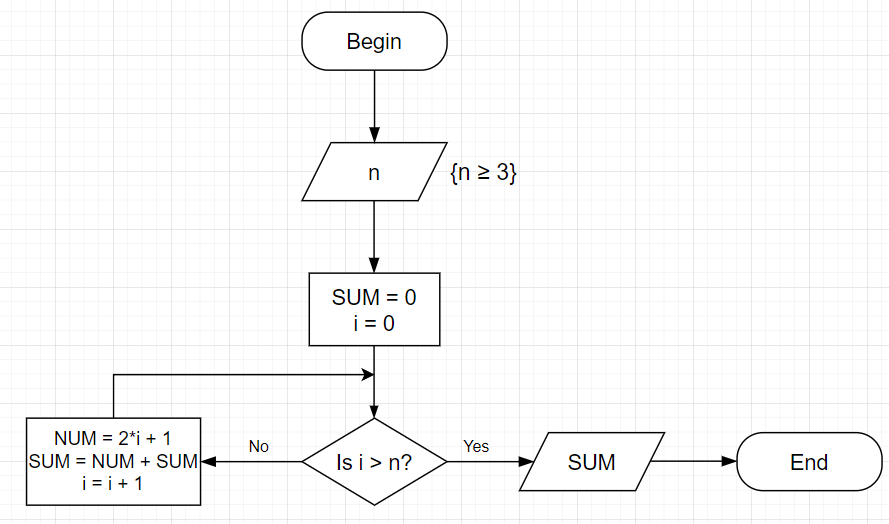 Begin
n
{n ≥ 3}
SUM = 0
i = 0
Is i > n?
No
Yes
NUM = 2*i + 1
SUM = NUM + SUM
i = i + 1
SUM
End